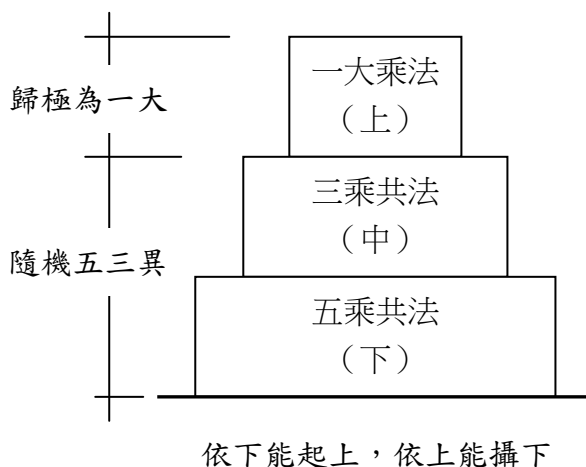 一大乘法
（上）
歸極為一大
三乘共法
（中）
隨機五三異
五乘共法
（下）
依下能起上，依上能攝下